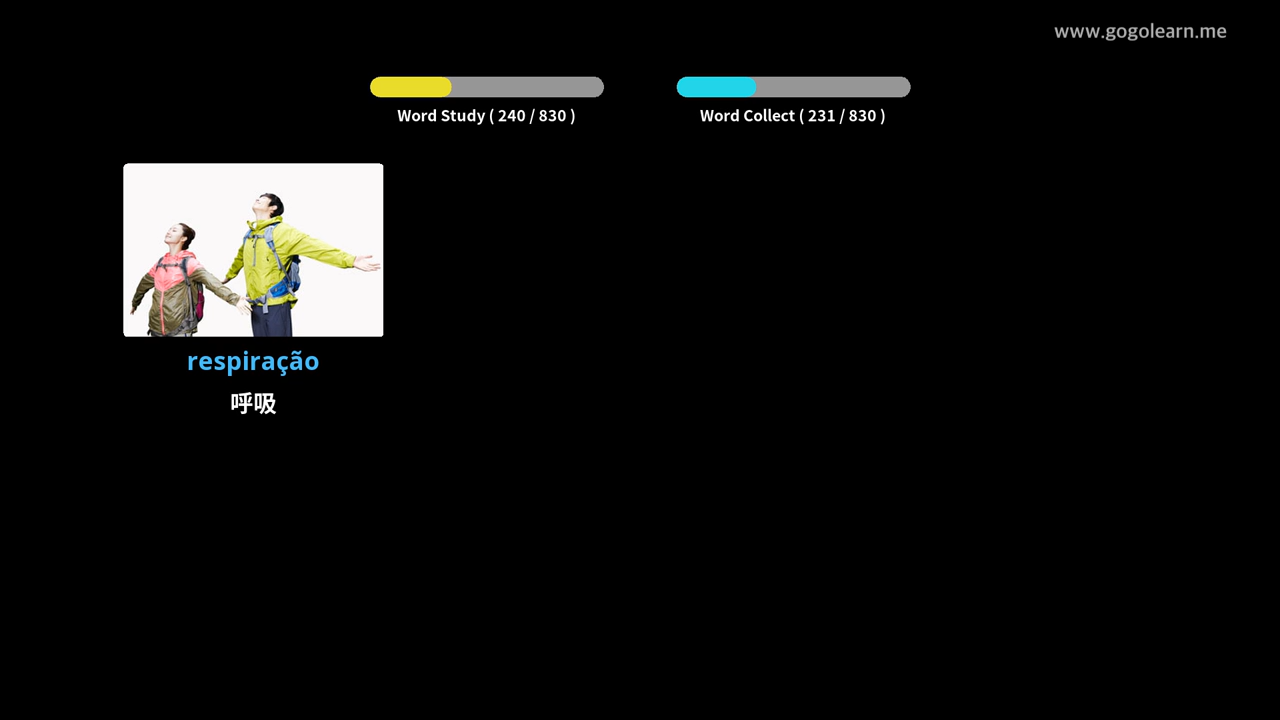 www.gogolearn.me
Word Study ( 240 / 830 )
Word Collect ( 231 / 830 )
respiração
呼吸